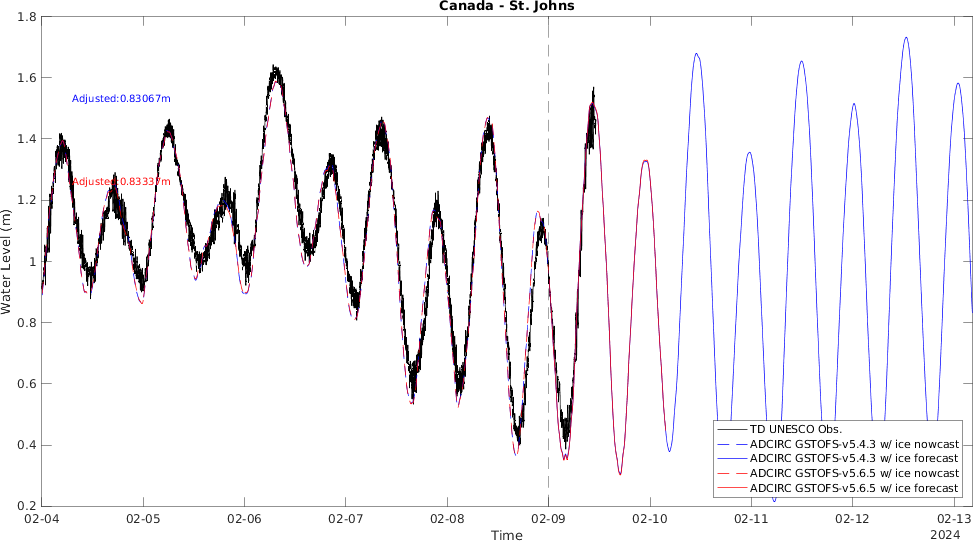 Canada - St. Johns
1.8
1.6
1.4
1.2
1
0.8
0.6
0.4
0.2
Water Level (m)
Adjusted:0.83067m
Adjusted:0.83337m
TD UNESCO Obs.
ADCIRC GSTOFS-v5.4.3 w/ ice nowcast
ADCIRC GSTOFS-v5.4.3 w/ ice forecast
ADCIRC GSTOFS-v5.6.5 w/ ice nowcast
ADCIRC GSTOFS-v5.6.5 w/ ice forecast
02-04 02-05 02-06 02-07 02-08 02-09 02-10 02-11 02-12 02-13
Time 2024